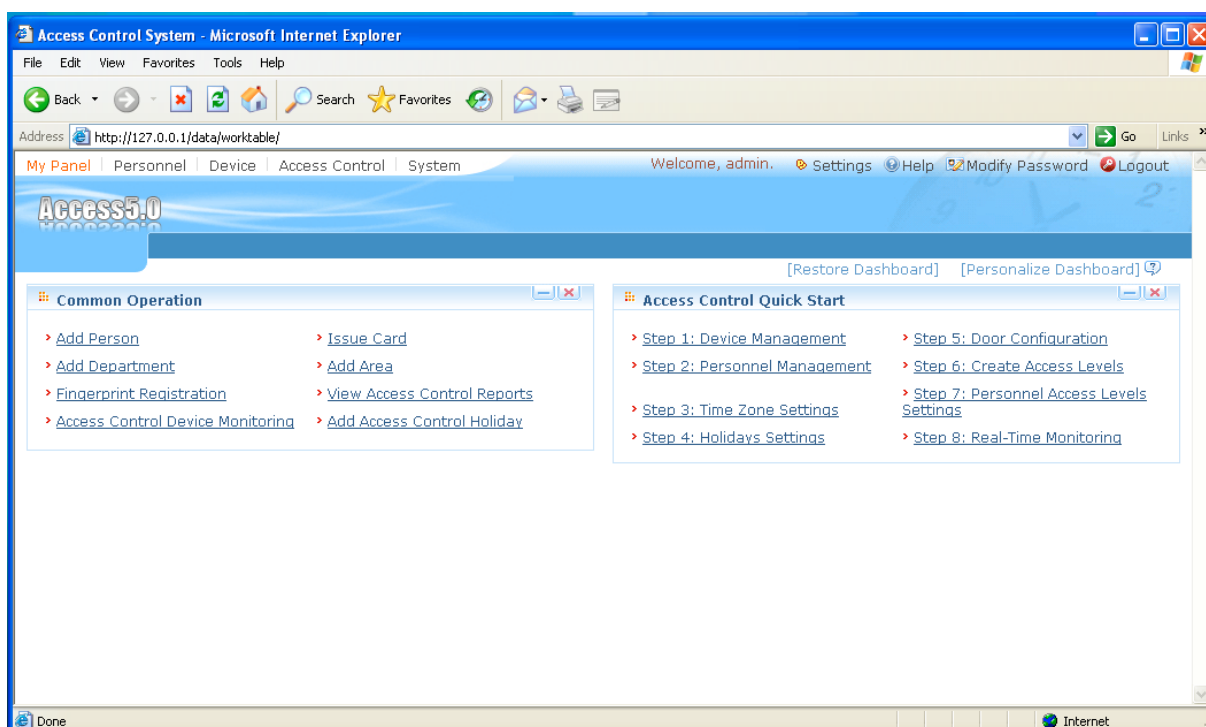 Access Control System - Microsoft Internet Explorer
File Edit View Favorites Tools Help
Back Search Favorites
Address http://127.0.0.1/data/worktable/ Go Links »
My Panel | Personnel | Device | Access Control | System Welcome, admin. Settings Help Modify Password Logout
Access5.0
[Restore Dashboard] [Personalize Dashboard]
Common Operation
Add Person Issue Card
Add Department Add Area
Fingerprint Registration View Access Control Reports
Access Control Device Monitoring Add Access Control Holiday
Access Control Quick Start
Step 1: Device Management Step 5: Door Configuration
Step 2: Personnel Management Step 6: Create Access Levels
Step 3: Time Zone Settings Step 7: Personnel Access Levels
Settings
Step 4: Holidays Settings Step 8: Real-Time Monitoring
Done Internet